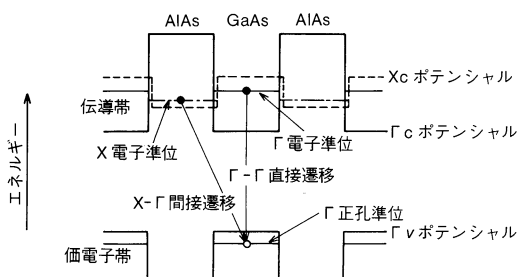 AlAs GaAs AlAs
Xc ポテンシャル
伝導帯
Γc ポテンシャル
X 電子準位
Γ 電子準位
Γ-Γ 直接遷移
X-Γ 間接遷移
Γ 正孔準位
Γv ポテンシャル
価電子帯
エネルギー